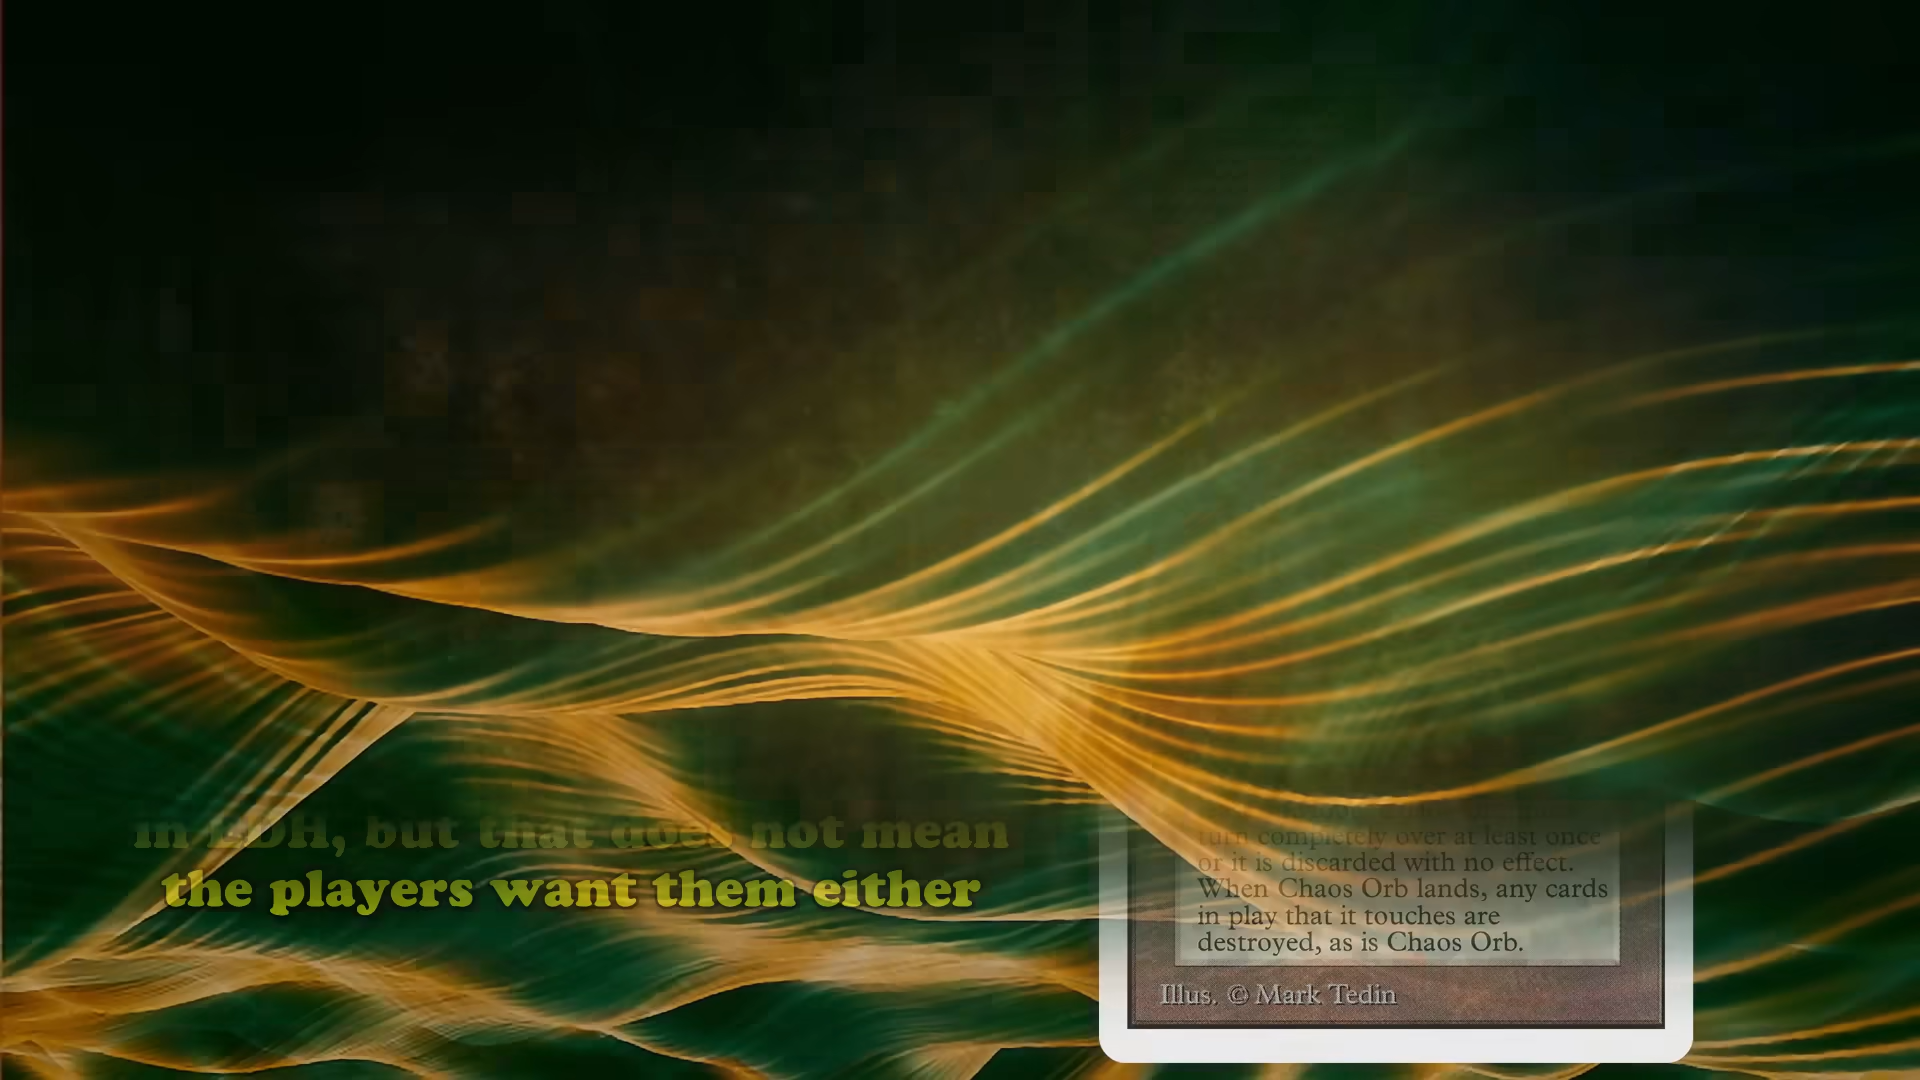 in EDH, but that does not mean
the players want them either
turn completely over at least once
or it is discarded with no effect.
When Chaos Orb lands, any cards
in play that it touches are
destroyed, as is Chaos Orb.
Illus. © Mark Tedin